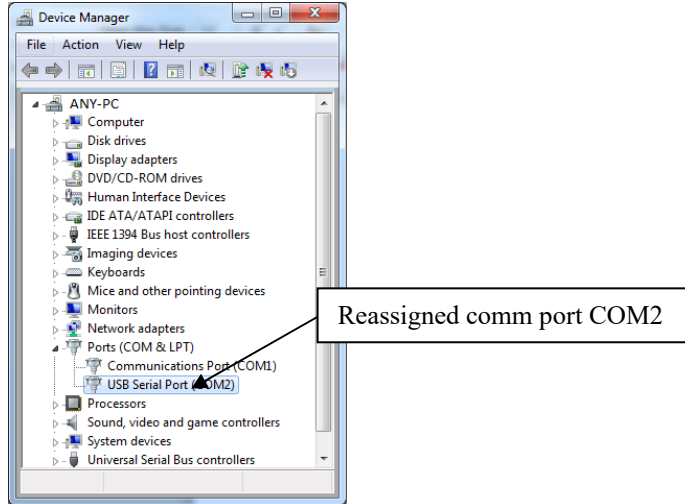 Device Manager
File Action View Help
ANY-PC
Computer
Disk drives
Display adapters
DVD/CD-ROM drives
Human Interface Devices
IDE ATA/ATAPI controllers
IEEE 1394 Bus host controllers
Imaging devices
Keyboards
Mice and other pointing devices
Monitors
Network adapters
Reassigned comm port COM2
Ports (COM & LPT)
Communications Port (COM1)
USB Serial Port (COM2)
Processors
Sound, video and game controllers
System devices
Universal Serial Bus controllers